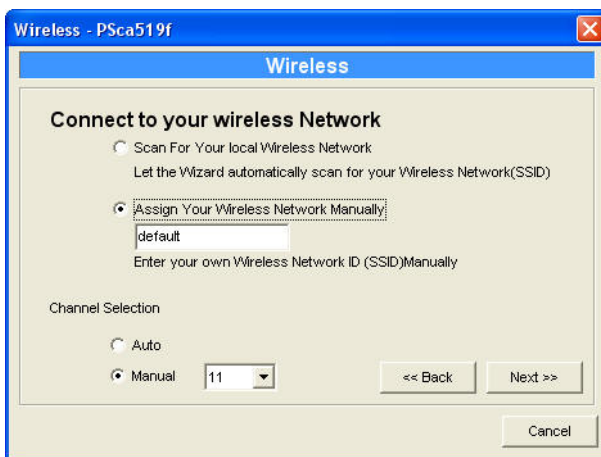 Wireless - PSca519f
Wireless
Connect to your wireless Network
Scan For Your local Wireless Network
Let the Wizard automatically scan for your Wireless Network(SSID)
Assign Your Wireless Network Manually
default
Enter your own Wireless Network ID (SSID)Manually
Channel Selection
Auto
Manual 11
<< Back Next >>
Cancel